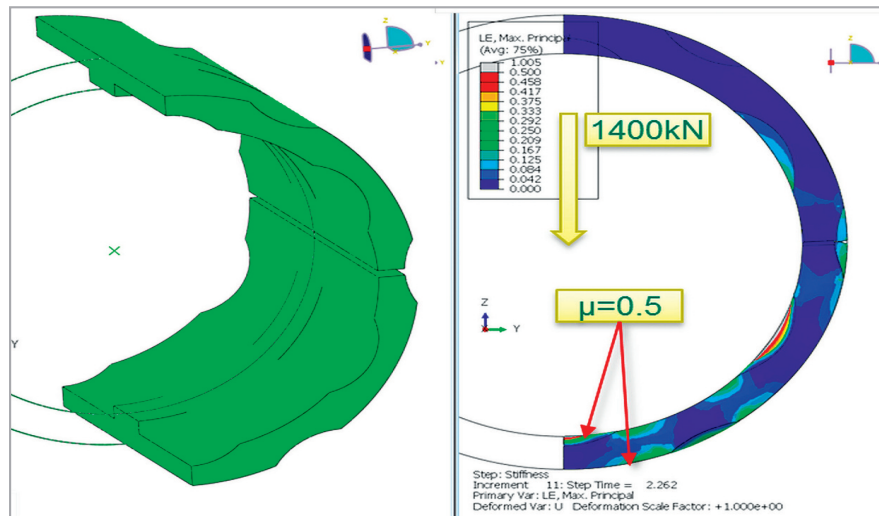 Z
Y
Y
Y
LE, Max. Principal
(Avg: 75%)
1.005
0.500
0.458
0.417
0.375
0.333
0.292
0.250
0.209
0.167
0.125
0.084
0.042
0.000
Z
1400kN
μ=0.5
Z
X Y
Step: Stiffness
Increment 11: Step Time = 2.262
Primary Var: LE, Max. Principal
Deformed Var: U Deformation Scale Factor: +1.000e+00